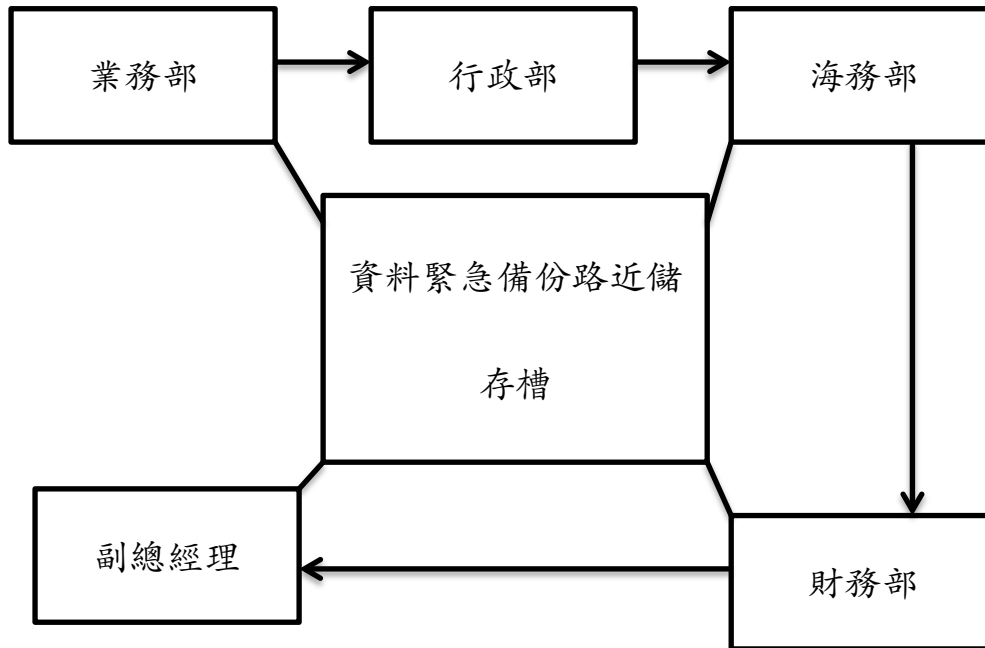 業務部
行政部
海務部
資料緊急備份路近儲
存槽
副總經理
財務部